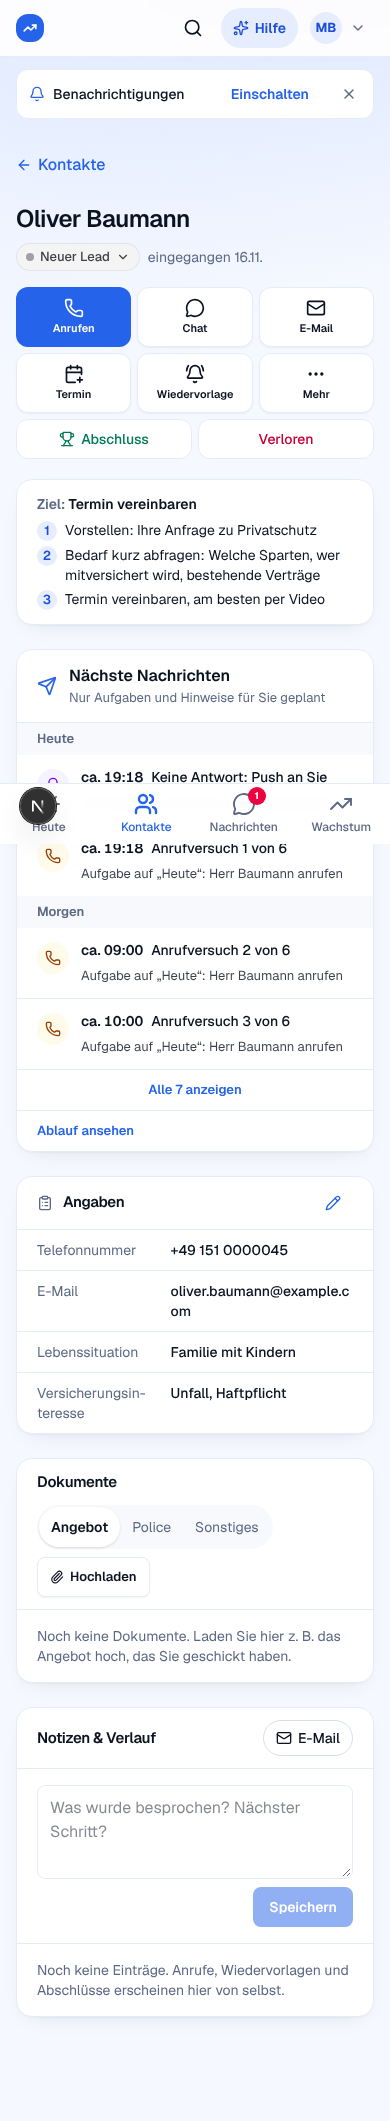 Hilfe
MB
Benachrichtigungen
Einschalten
Kontakte
Oliver Baumann
Neuer Lead
eingegangen 16.11.
Anrufen
Chat
E-Mail
Termin
Wiedervorlage
Mehr
Abschluss
Verloren
Ziel: Termin vereinbaren
1 Vorstellen: Ihre Anfrage zu Privatschutz
2 Bedarf kurz abfragen: Welche Sparten, wer
mitversichert wird, bestehende Verträge
3 Termin vereinbaren, am besten per Video
Nächste Nachrichten
Nur Aufgaben und Hinweise für Sie geplant
Heute
ca. 19:18 Keine Antwort: Push an Sie
N
1
Heute
Kontakte
Nachrichten
Wachstum
ca. 19:18 Anrufversuch 1 von 6
Aufgabe auf „Heute“: Herr Baumann anrufen
Morgen
ca. 09:00 Anrufversuch 2 von 6
Aufgabe auf „Heute“: Herr Baumann anrufen
ca. 10:00 Anrufversuch 3 von 6
Aufgabe auf „Heute“: Herr Baumann anrufen
Alle 7 anzeigen
Ablauf ansehen
Angaben
Telefonnummer +49 151 0000045
E-Mail oliver.baumann@example.c
om
Lebenssituation Familie mit Kindern
Versicherungsin- Unfall, Haftpflicht
teresse
Dokumente
Angebot Police Sonstiges
Hochladen
Noch keine Dokumente. Laden Sie hier z. B. das
Angebot hoch, das Sie geschickt haben.
Notizen & Verlauf
E-Mail
Was wurde besprochen? Nächster
Schritt?
Speichern
Noch keine Einträge. Anrufe, Wiedervorlagen und
Abschlüsse erscheinen hier von selbst.